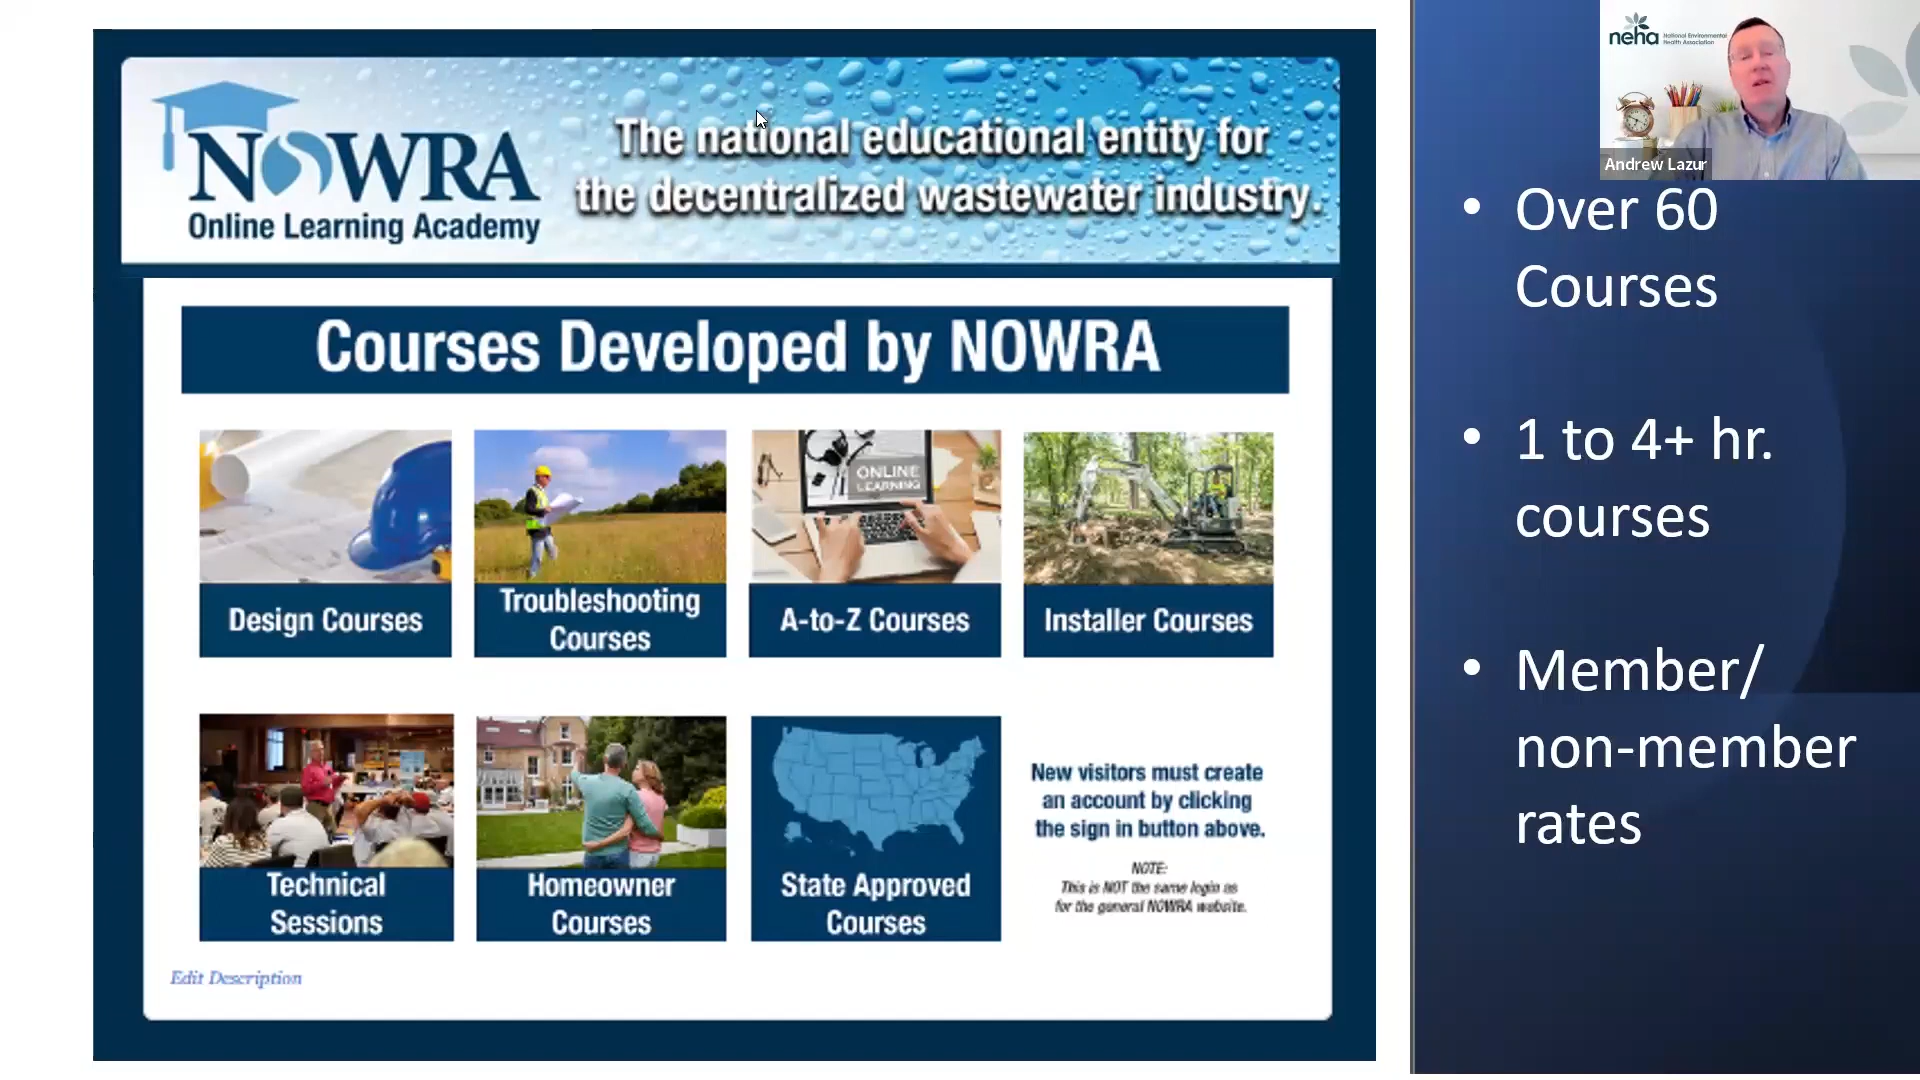 NOWRA
Online Learning Academy
The national educational entity for
the decentralized wastewater industry.
Courses Developed by NOWRA
Design Courses
Troubleshooting
Courses
ONLINE
LEARNING
A-to-Z Courses
Installer Courses
Technical
Sessions
Homeowner
Courses
State Approved
Courses
New visitors must create
an account by clicking
the sign in button above.
NOTE:
This is NOT the same login as
for the general NOWRA website.
Edit Description
neha National Environmental
Health Association
Andrew Lazur
• Over 60
Courses
• 1 to 4+ hr.
courses
• Member/
non-member
rates